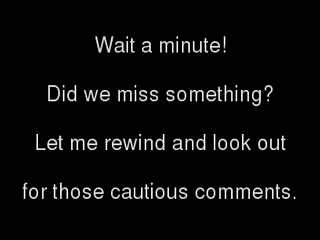 Wait a minute!
Did we miss something?
Let me rewind and look out
for those cautious comments.